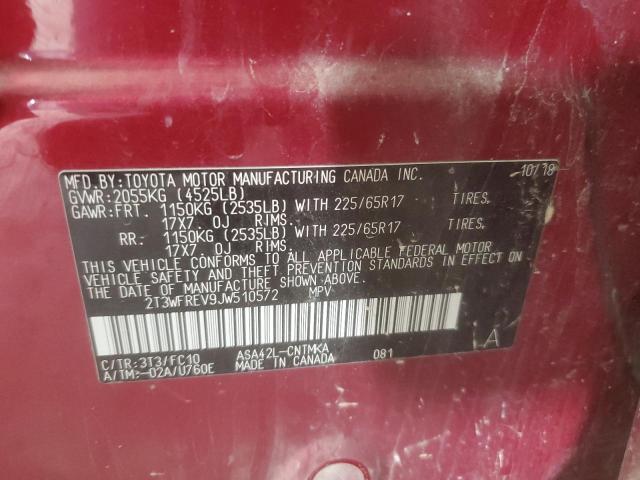 MFD.BY:TOYOTA MOTOR MANUFACTURING CANADA INC. 10/18
GVWR:2055KG (4525LB)
GAWR:FRT. 1150KG (2535LB) WITH 225/65R17 TIRES,
17X7 OJ RIMS.
RR: 1150KG (2535LB) WITH 225/65R17 TIRES,
17X7 OJ RIMS.
THIS VEHICLE CONFORMS TO ALL APPLICABLE FEDERAL MOTOR
VEHICLE SAFETY AND THEFT PREVENTION STANDARDS IN EFFECT ON
THE DATE OF MANUFACTURE SHOWN ABOVE.
2T3WFREV9JW510572 MPV
A
C/TR:3T3/FC10 ASA42L-CNTMKA 081
A/TM:-02A/U760E MADE IN CANADA